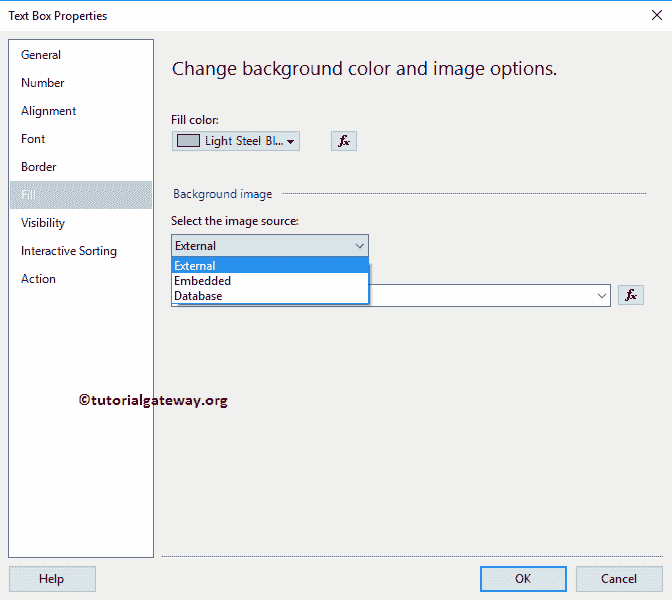 Text Box Properties
General
Number
Alignment
Font
Border
Fill
Visibility
Interactive Sorting
Action
Change background color and image options.
Fill color:
Light Steel Bl...
fx
Background image
Select the image source:
External
External
Embedded
Database
fx
©tutorialgateway.org
Help
OK
Cancel